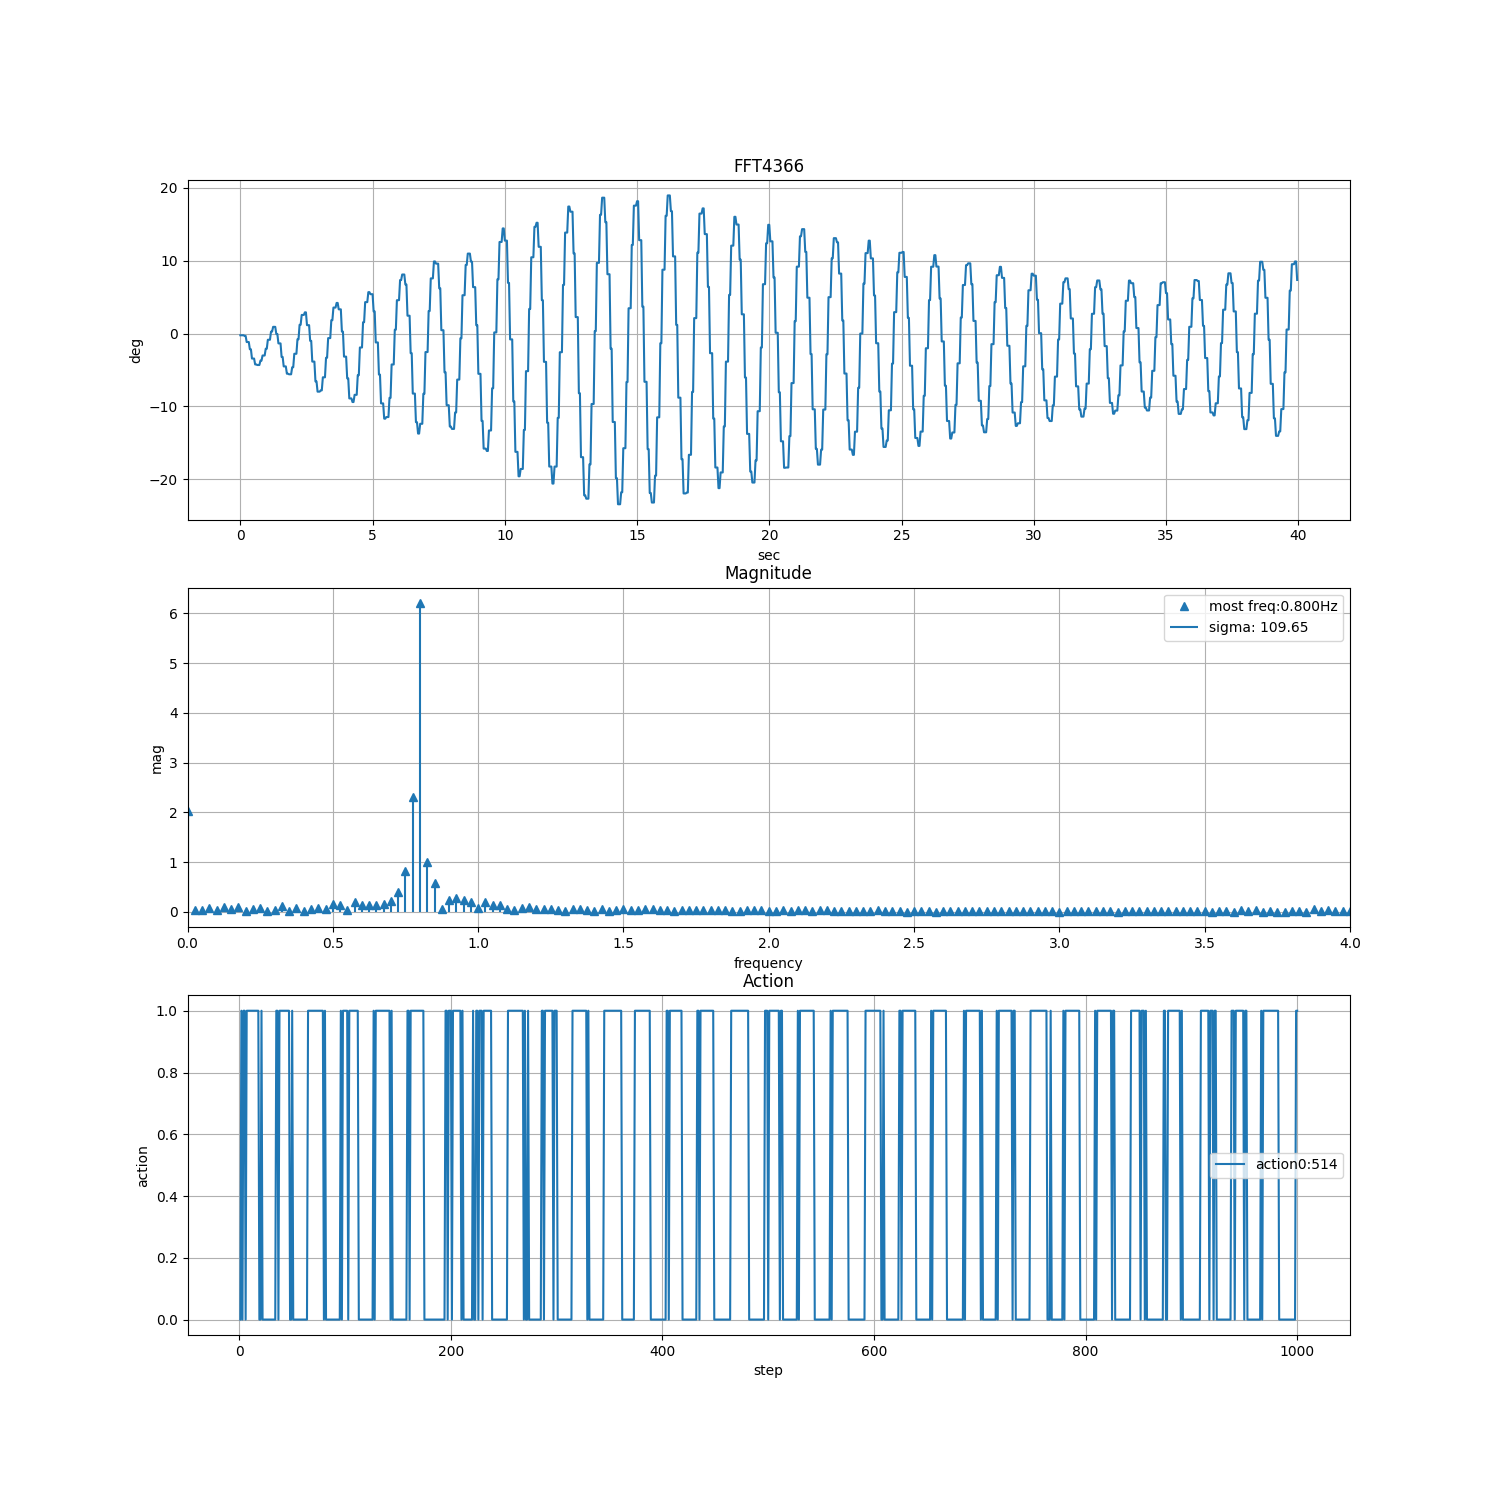 FFT4366
20
10
0
−10
−20
deg
0 5 10 15 20 25 30 35 40
sec
Magnitude
most freq:0.800Hz
sigma: 109.65
6
5
4
3
2
1
0
mag
0.0 0.5 1.0 1.5 2.0 2.5 3.0 3.5 4.0
frequency
Action
1.0
0.8
0.6
0.4
0.2
0.0
action
action0:514
0 200 400 600 800 1000
step